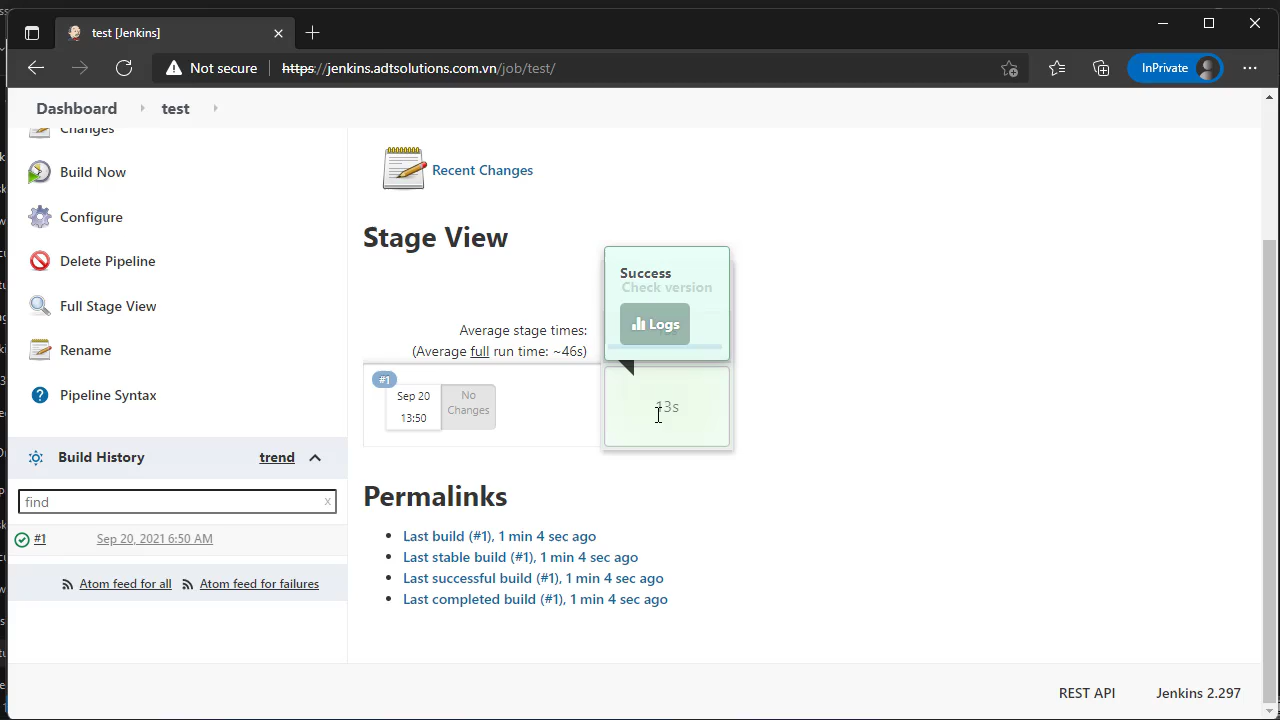 test [Jenkins]
Not secure
https://jenkins.adtsolutions.com.vn/job/test/
InPrivate
Dashboard
test
Changes
Build Now
Configure
Delete Pipeline
Full Stage View
Rename
Pipeline Syntax
Build History
trend
find
x
#1
Sep 20, 2021 6:50 AM
Atom feed for all
Atom feed for failures
Recent Changes
Stage View
Success
Check version
Logs
Average stage times:
(Average full run time: ~46s)
#1
Sep 20
13:50
No
Changes
13s
Permalinks
Last build (#1), 1 min 4 sec ago
Last stable build (#1), 1 min 4 sec ago
Last successful build (#1), 1 min 4 sec ago
Last completed build (#1), 1 min 4 sec ago
REST API
Jenkins 2.297